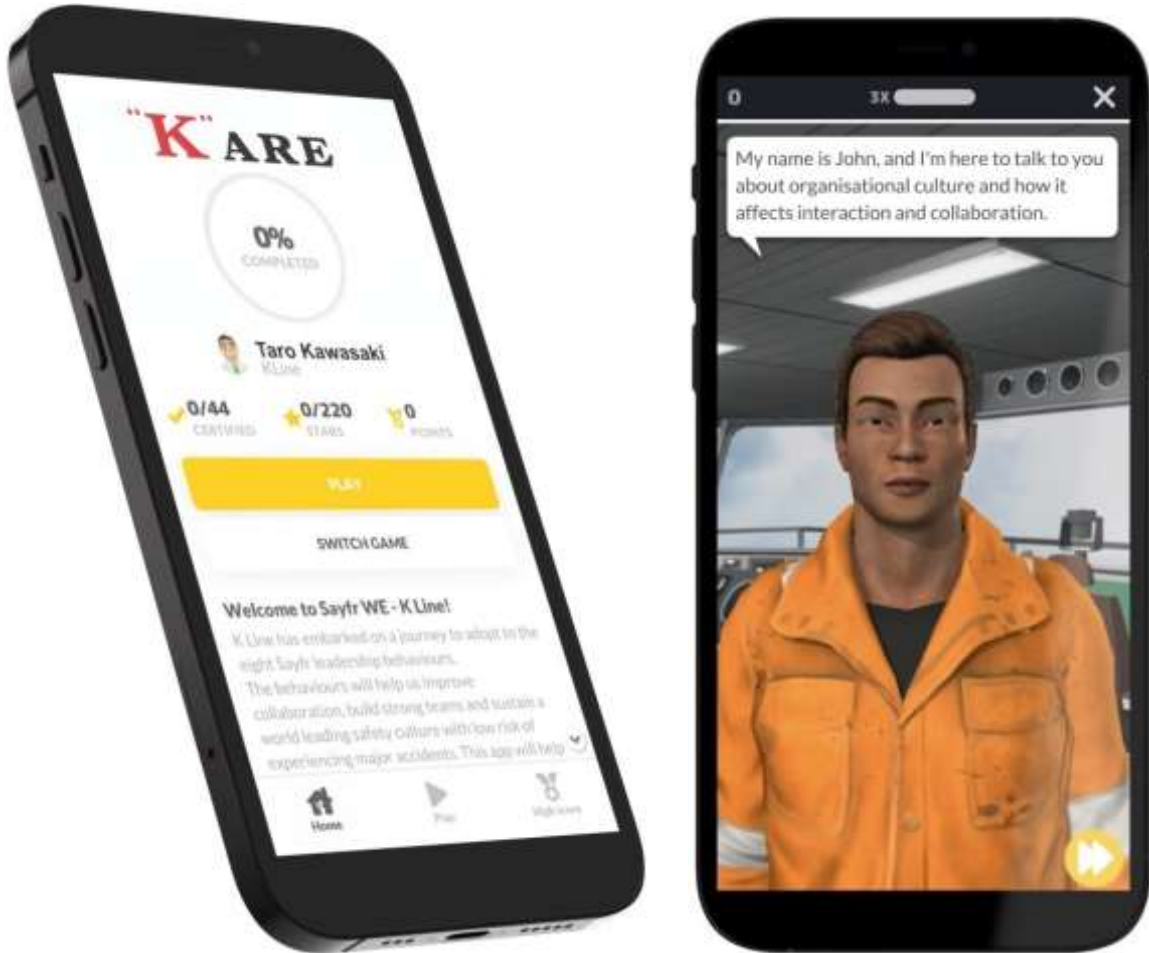 "K" ARE
0%
COMPLETED
Taro Kawasaki
KLine
0/44
CERTIFIED
0/220
STARS
0
POINTS
PLAY
SWITCH GAME
Welcome to Sayfr WE - K Line!
K Line has embarked on a journey to adopt to the
eight Sayfr leadership behaviours.
The behaviours will help us improve
collaboration, build strong teams and sustain a
world leading safety culture with low risk of
experiencing major accidents. This app will help
Home
Play
High score
0
3X
My name is John, and I'm here to talk to you
about organisational culture and how it
affects interaction and collaboration.